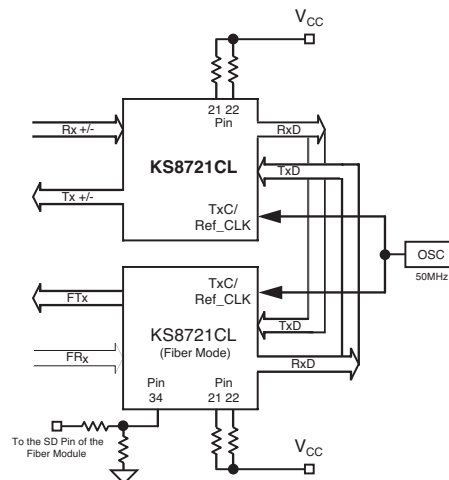 VCC
21 22
Pin
Rx +/-
RxD
KS8721CL
TxD
Tx +/-
TxC/
Ref_CLK
OSC
50MHz
TxC/
Ref_CLK
FTx
TxD
KS8721CL
(Fiber Mode)
FRx
RxD
Pin
34
Pin
21 22
To the SD Pin of the
Fiber Module
VCC